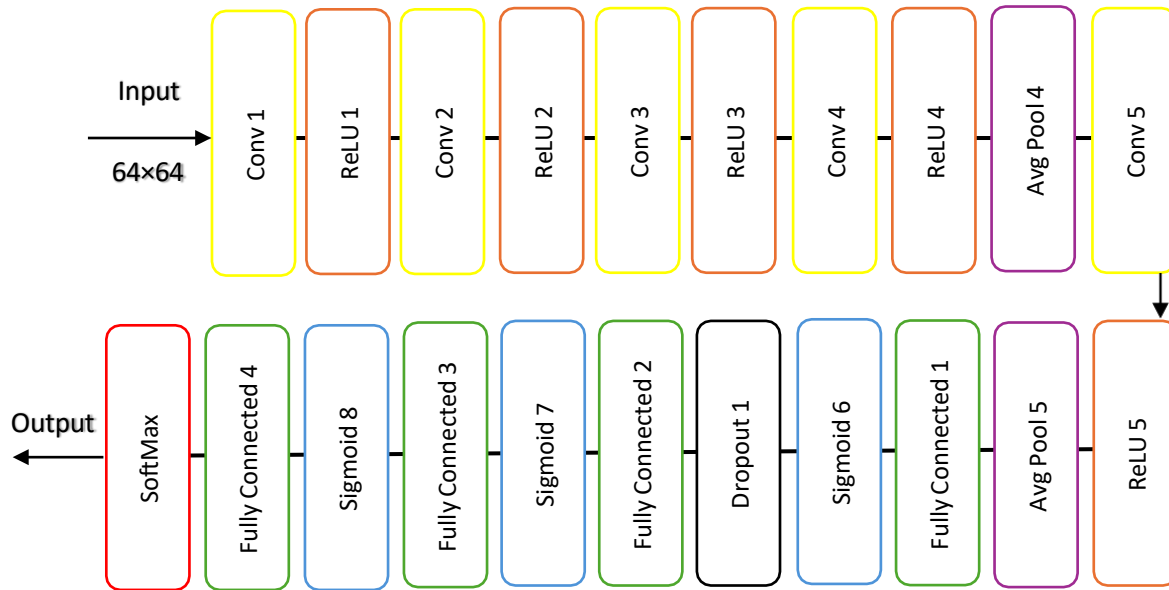 Input
64×64
Conv 1
ReLU 1
Conv 2
ReLU 2
Conv 3
ReLU 3
Conv 4
ReLU 4
Avg Pool 4
Conv 5
ReLU 5
Avg Pool 5
Fully Connected 1
Sigmoid 6
Dropout 1
Fully Connected 2
Sigmoid 7
Fully Connected 3
Sigmoid 8
Fully Connected 4
SoftMax
Output